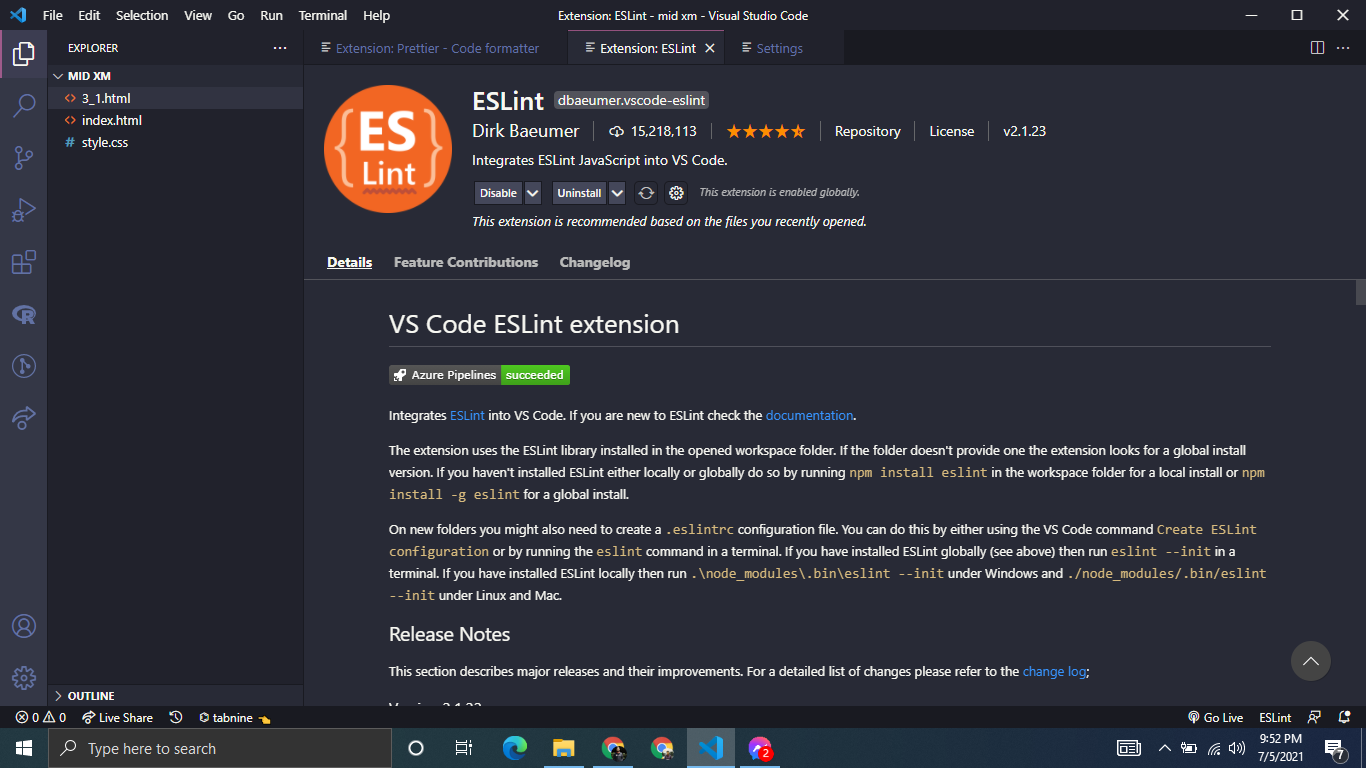 File Edit Selection View Go Run Terminal Help
Extension: ESLint - mid xm - Visual Studio Code
EXPLORER
MID XM
3_1.html
index.html
# style.css
OUTLINE
Extension: Prettier - Code formatter
Extension: ESLint
Settings
ES
Lint
ESLint dbaeumer.vscode-eslint
Dirk Baeumer 15,218,113 Repository License v2.1.23
Integrates ESLint JavaScript into VS Code.
Disable Uninstall This extension is enabled globally.
This extension is recommended based on the files you recently opened.
Details Feature Contributions Changelog
VS Code ESLint extension
Azure Pipelines succeeded
Integrates ESLint into VS Code. If you are new to ESLint check the documentation.
The extension uses the ESLint library installed in the opened workspace folder. If the folder doesn't provide one the extension looks for a global install
version. If you haven't installed ESLint either locally or globally do so by running npm install eslint in the workspace folder for a local install or npm
install -g eslint for a global install.
On new folders you might also need to create a .eslintrc configuration file. You can do this by either using the VS Code command Create ESLint
configuration or by running the eslint command in a terminal. If you have installed ESLint globally (see above) then run eslint --init in a
terminal. If you have installed ESLint locally then run .\node_modules\.bin\eslint --init under Windows and ./node_modules/.bin/eslint
--init under Linux and Mac.
Release Notes
This section describes major releases and their improvements. For a detailed list of changes please refer to the change log;
0 0 Live Share tabnine
Go Live ESLint
Type here to search
2
9:52 PM
7/5/2021
7